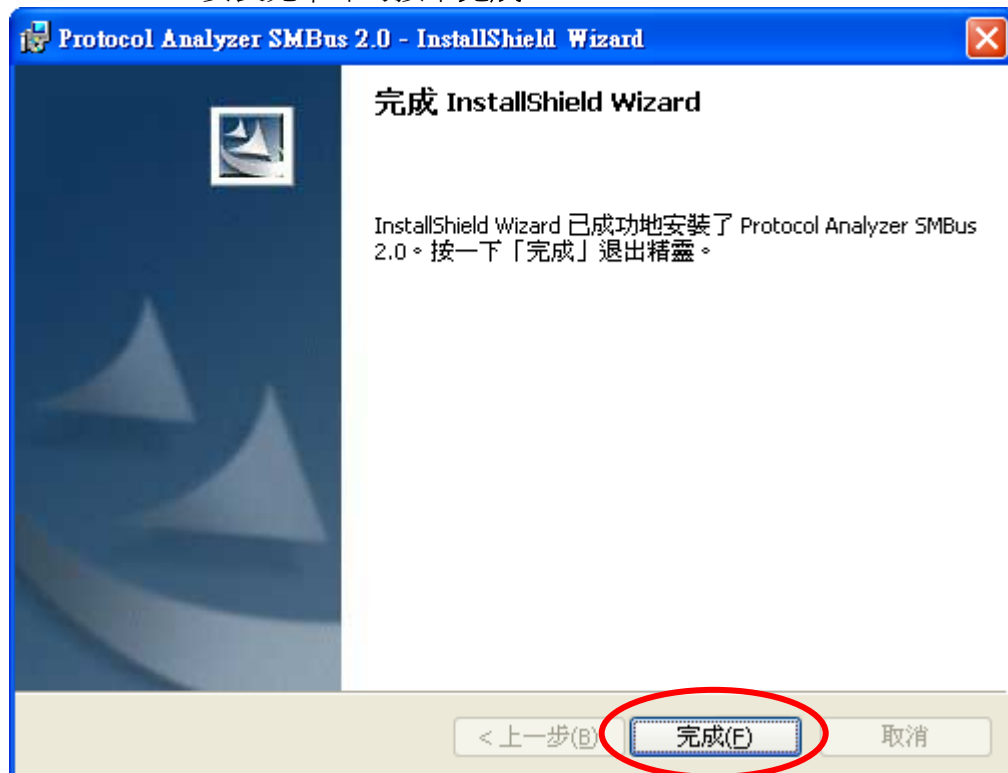 Protocol Analyzer SMBus 2.0 - InstallShield Wizard
完成 InstallShield Wizard
InstallShield Wizard 已成功地安裝了 Protocol Analyzer SMBus
2.0。按一下「完成」退出精靈。
<上一步(B) 完成(F) 取消